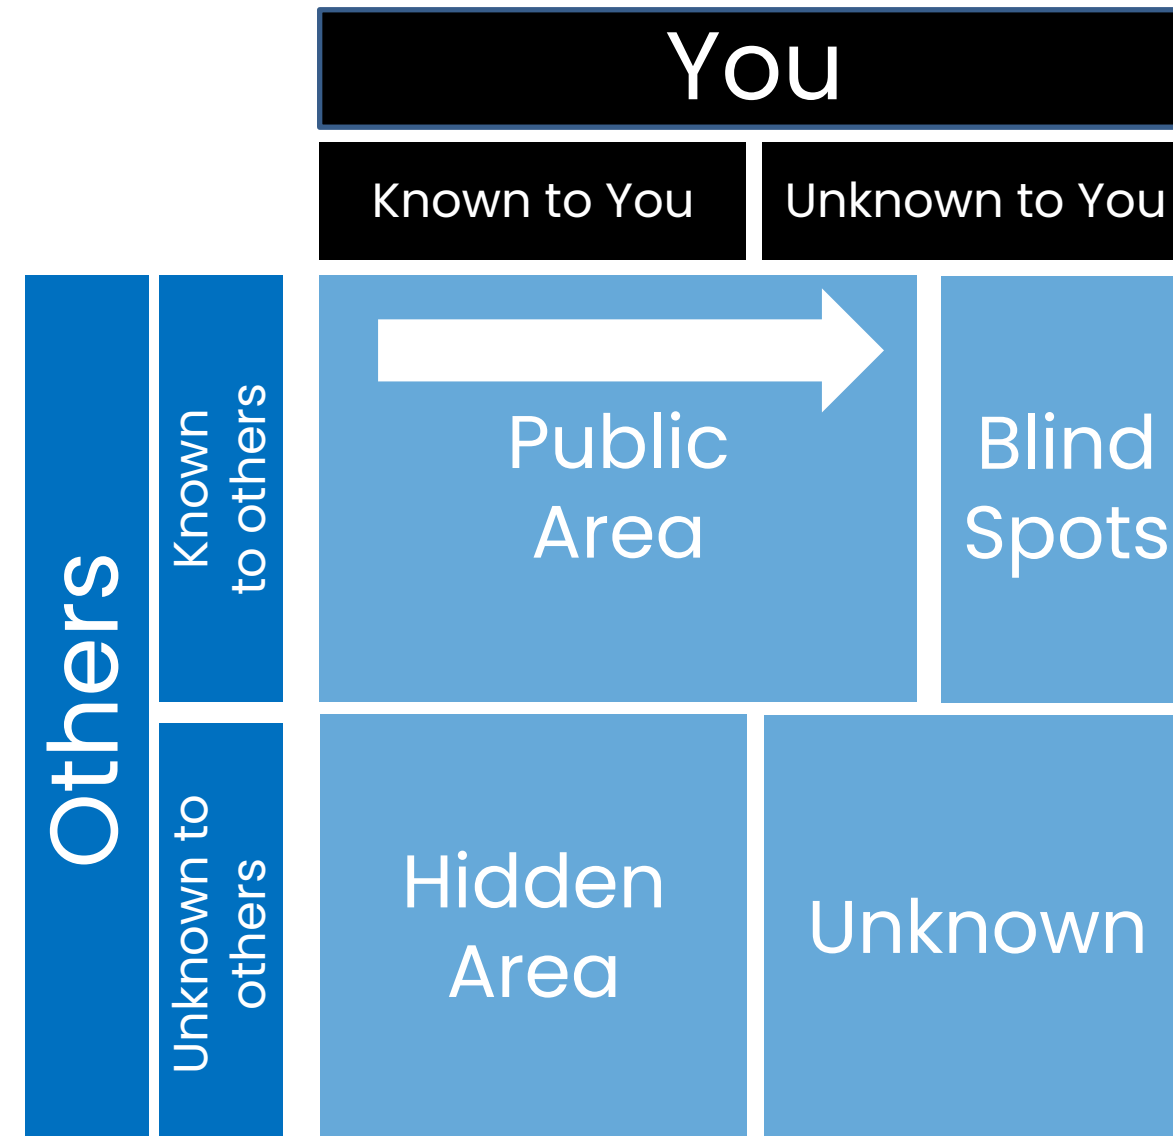 You
Known to You
Unknown to You
Others
Known
to others
Public
Area
Blind
Spots
Unknown to
others
Hidden
Area
Unknown